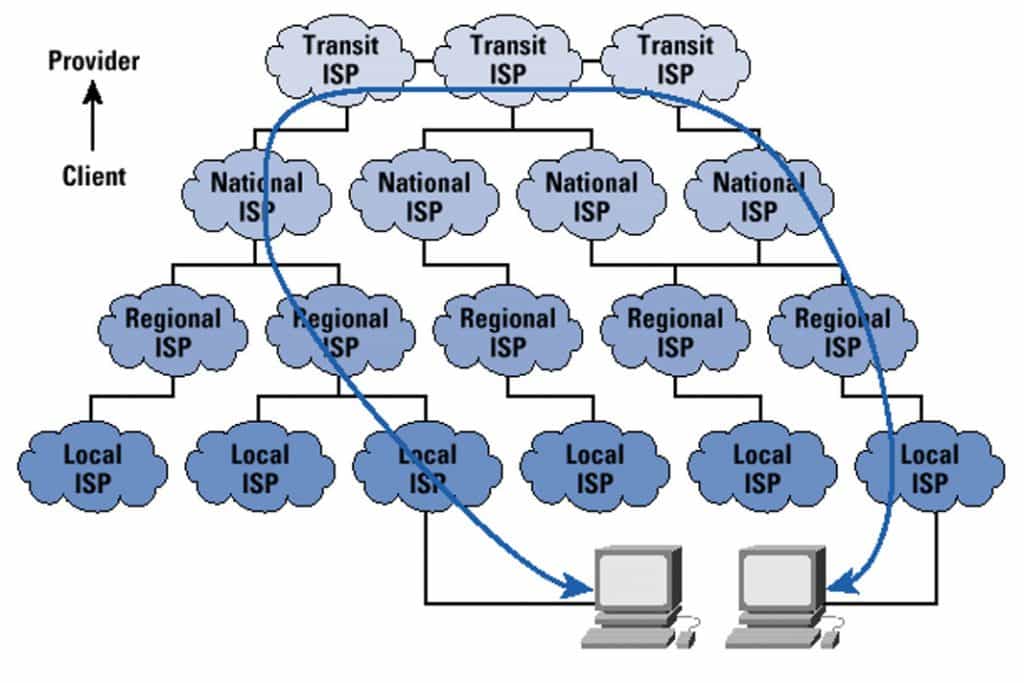 Provider
Client
Transit
ISP
Transit
ISP
Transit
ISP
National
ISP
National
ISP
National
ISP
National
ISP
Regional
ISP
Regional
ISP
Regional
ISP
Regional
ISP
Regional
ISP
Local
ISP
Local
ISP
Local
ISP
Local
ISP
Local
ISP
Local
ISP